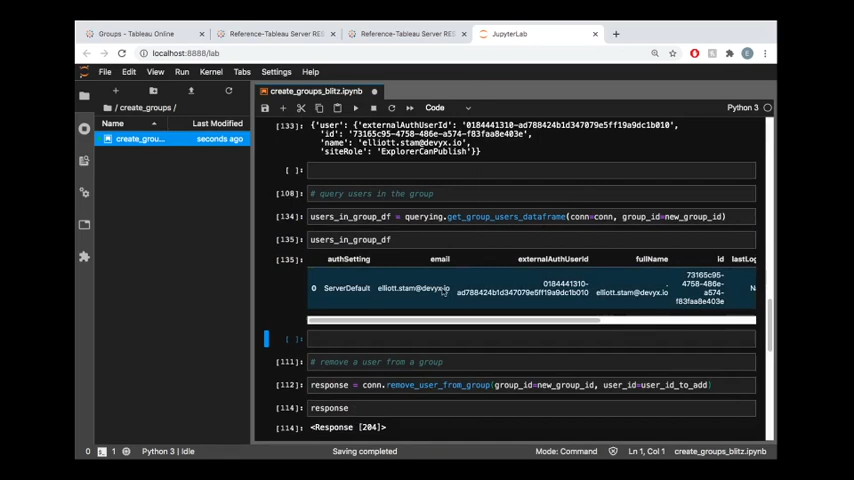 Groups - Tableau Online
Reference-Tableau Server RES
Reference-Tableau Server RES
JupyterLab
localhost:8888/lab
File Edit View Run Kernel Tabs Settings Help
create_groups_blitz.ipynb
/ create_groups /
Code
Python 3
Name Last Modified
create_grou... seconds ago
[133]: {'user': {'externalAuthUserId': '0184441310-ad788424b1d347079e5ff19a9dc1b010',
'id': '73165c95-4758-486e-a574-f83faa8e403e',
'name': 'elliott.stam@devyx.io',
'siteRole': 'ExplorerCanPublish'}}
[ ]:
[108]: # query users in the group
[134]: users_in_group_df = querying.get_group_users_dataframe(conn=conn, group_id=new_group_id)
[135]: users_in_group_df
[135]: authSetting email externalAuthUserId fullName id lastLog
0 ServerDefault elliott.stam@devyx.io 0184441310-
ad788424b1d347079e5ff19a9dc1b010 elliott.stam@devyx.io 73165c95-
4758-486e-
a574-
f83faa8e403e
[ ]:
[111]: # remove a user from a group
[112]: response = conn.remove_user_from_group(group_id=new_group_id, user_id=user_id_to_add)
[114]: response
[114]: <Response [204]>
0 1 Python 3 | Idle Saving completed Mode: Command Ln 1, Col 1 create_groups_blitz.ipynb